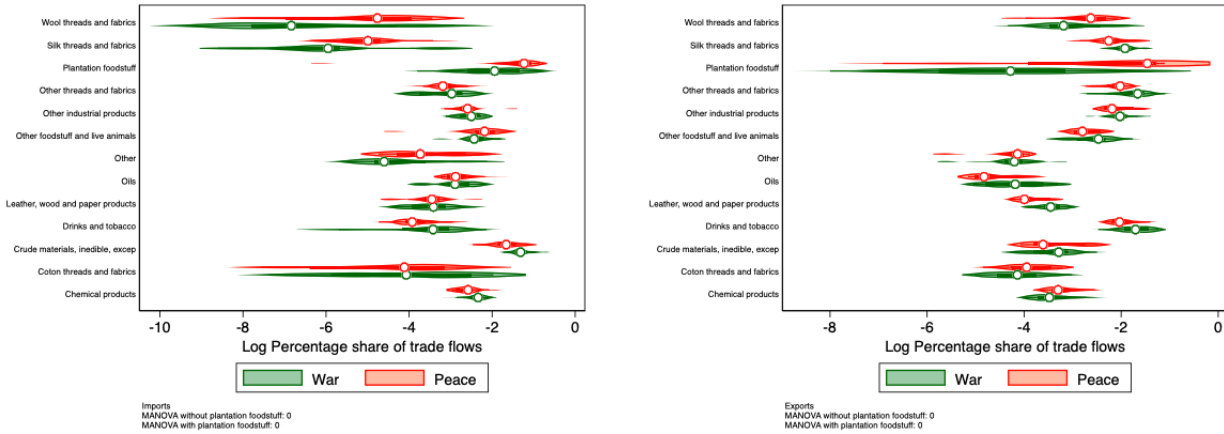 Wool threads and fabrics
Silk threads and fabrics
Plantation foodstuff
Other threads and fabrics
Other industrial products
Other foodstuff and live animals
Other
Oils
Leather, wood and paper products
Drinks and tobacco
Crude materials, inedible, excep
Coton threads and fabrics
Chemical products
-10 -8 -6 -4 -2 0
Log Percentage share of trade flows
War Peace
Imports
MANOVA without plantation foodstuff: 0
MANOVA with plantation foodstuff: 0
Wool threads and fabrics
Silk threads and fabrics
Plantation foodstuff
Other threads and fabrics
Other industrial products
Other foodstuff and live animals
Other
Oils
Leather, wood and paper products
Drinks and tobacco
Crude materials, inedible, excep
Coton threads and fabrics
Chemical products
-8 -6 -4 -2 0
Log Percentage share of trade flows
War Peace
Exports
MANOVA without plantation foodstuff: 0
MANOVA with plantation foodstuff: 0